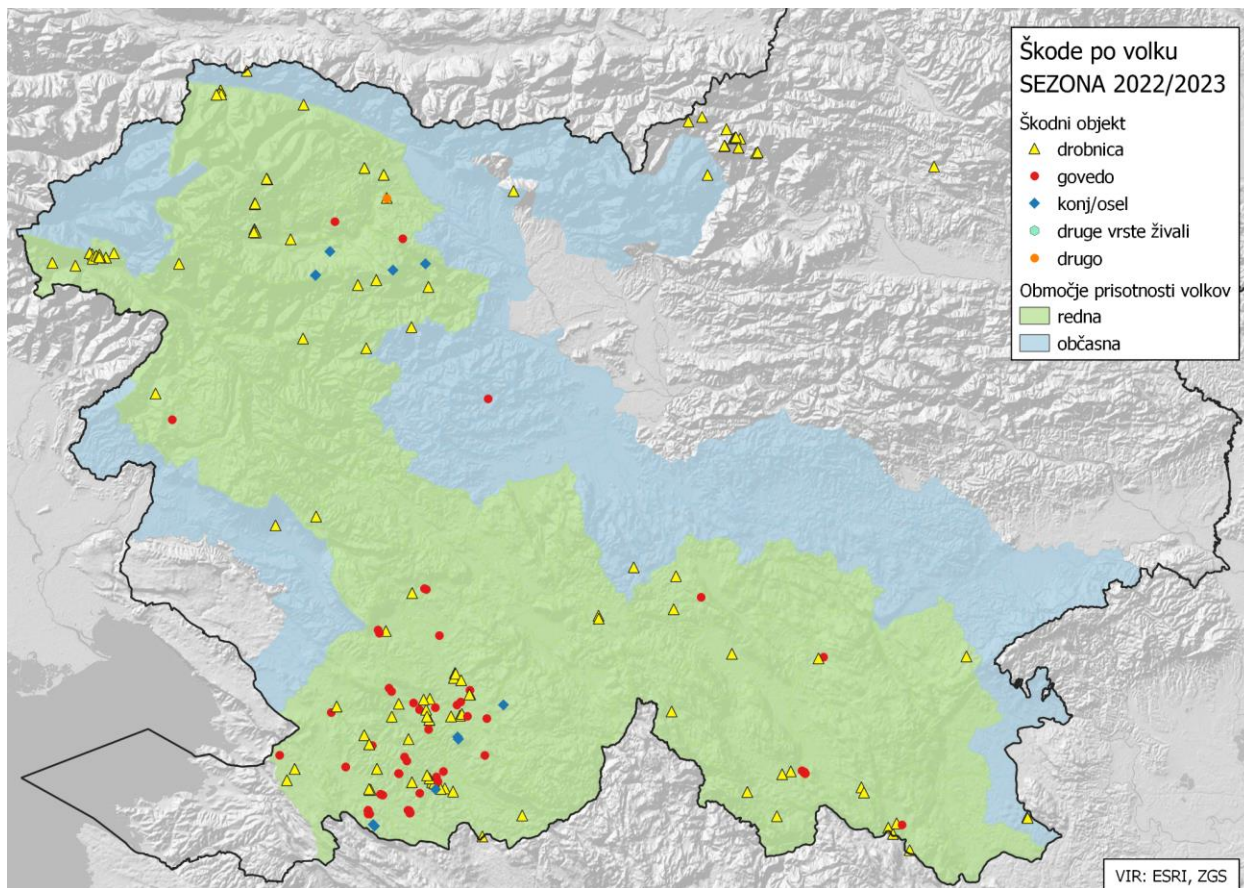 Škode po volku
SEZONA 2022/2023
Škodni objekt
drobnica
govedo
konj/osel
druge vrste živali
drugo
Območje prisotnosti volkov
redna
občasna
VIR: ESRI, ZGS